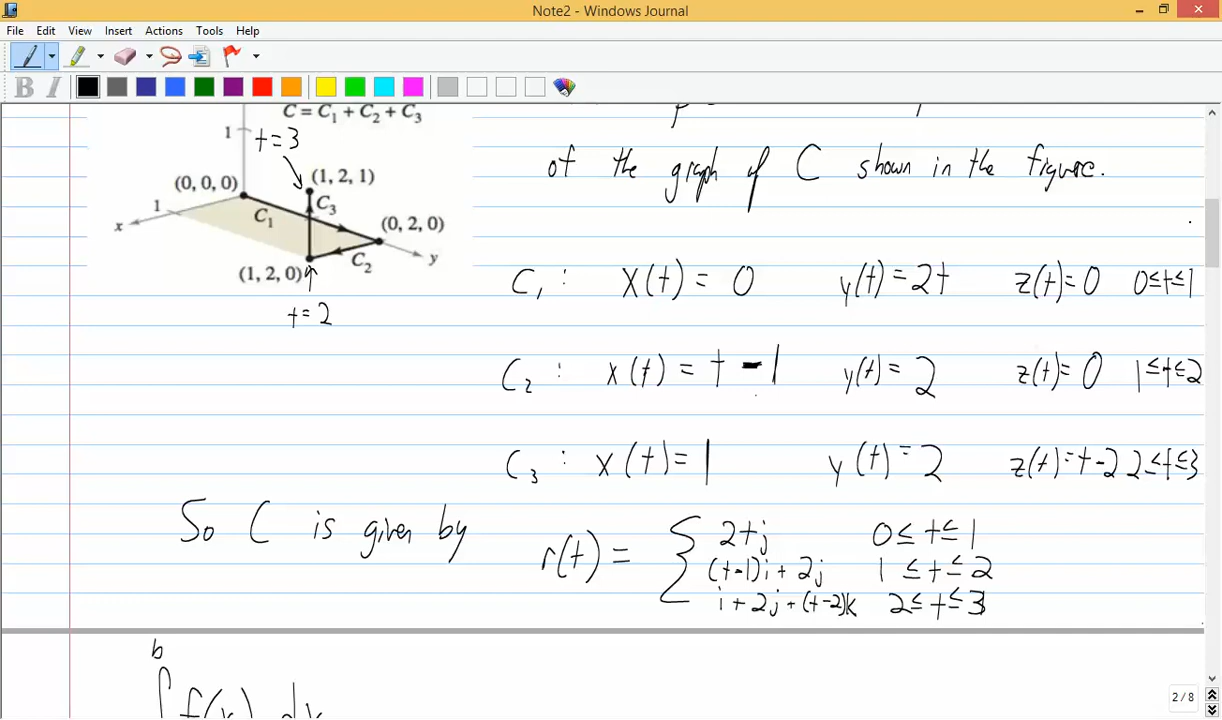 Note2 - Windows Journal
File Edit View Insert Actions Tools Help
B I
C = C₁ + C₂ + C₃
1
t=3
(1, 2, 1)
(0, 0, 0)
C₃
1
C₁
(0, 2, 0)
x
(1, 2, 0)
C₂
y
t=2
of the graph of C shown in the figure.
C₁ : x(t) = 0 y(t) = 2t z(t) = 0 0≤t≤1
C₂ : x(t) = t - 1 y(t) = 2 z(t) = 0 1≤t≤2
C₃ : x(t) = 1 y(t) = 2 z(t) = t-2 2≤t≤3
So C is given by
r(t) = { 2tj 0≤t≤1
(t-1)i + 2j 1≤t≤2
i + 2j + (t-2)k 2≤t≤3
b
∫ f(x) dx
2 / 8